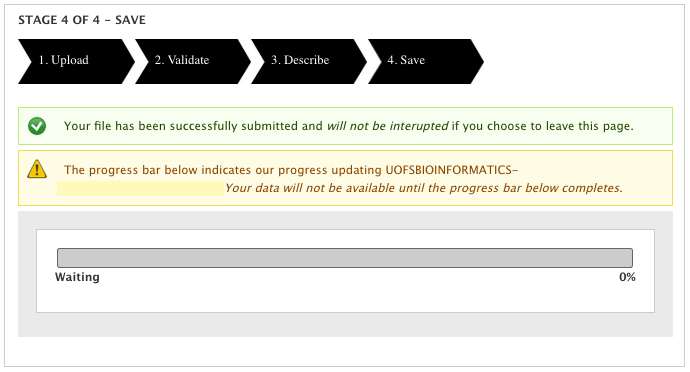 STAGE 4 OF 4 – SAVE
1. Upload 2. Validate 3. Describe 4. Save
Your file has been successfully submitted and will not be interupted if you choose to leave this page.
The progress bar below indicates our progress updating UOFSBIOINFORMATICS-
Your data will not be available until the progress bar below completes.
Waiting 0%